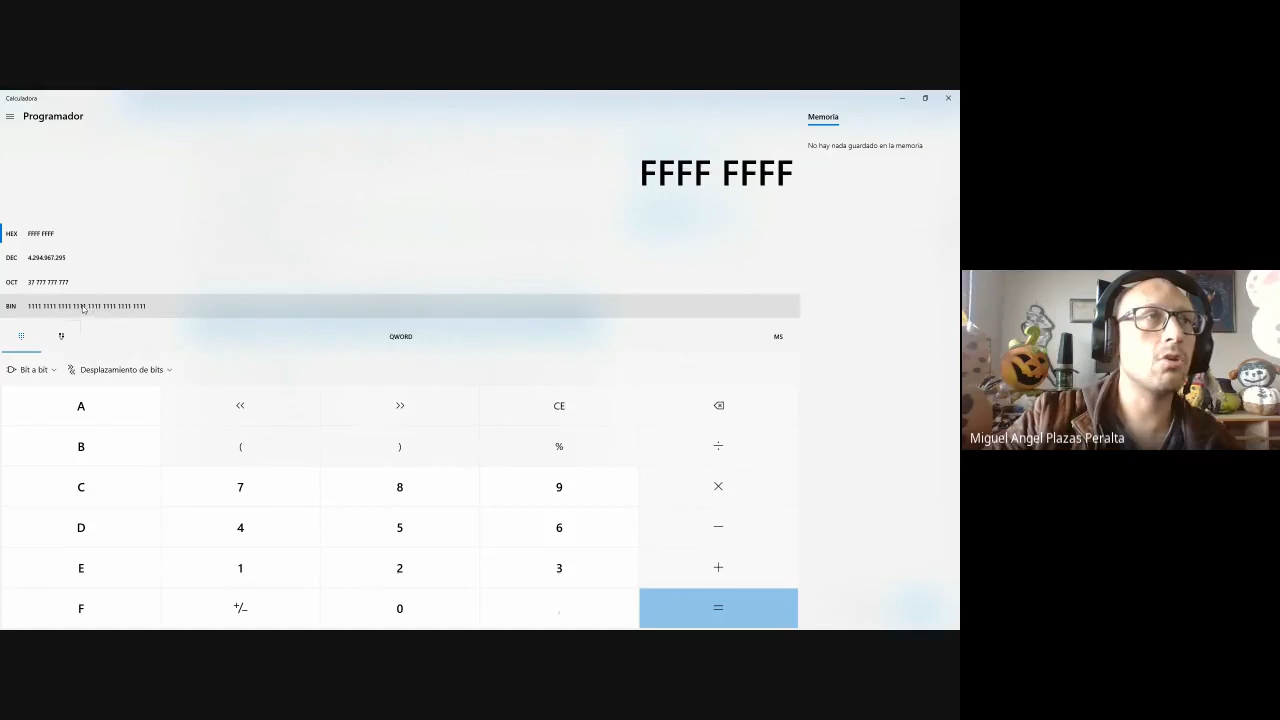 Calculadora
Programador
Memoria
No hay nada guardado en la memoria
FFFF FFFF
HEX FFFF FFFF
DEC 4.294.967.295
OCT 37 777 777 777
BIN 1111 1111 1111 1111 1111 1111 1111 1111
QWORD MS
Bit a bit Desplazamiento de bits
A << >> CE
B ( ) % ÷
C 7 8 9 ×
D 4 5 6 −
E 1 2 3 +
F +/− 0 , =
Miguel Angel Plazas Peralta